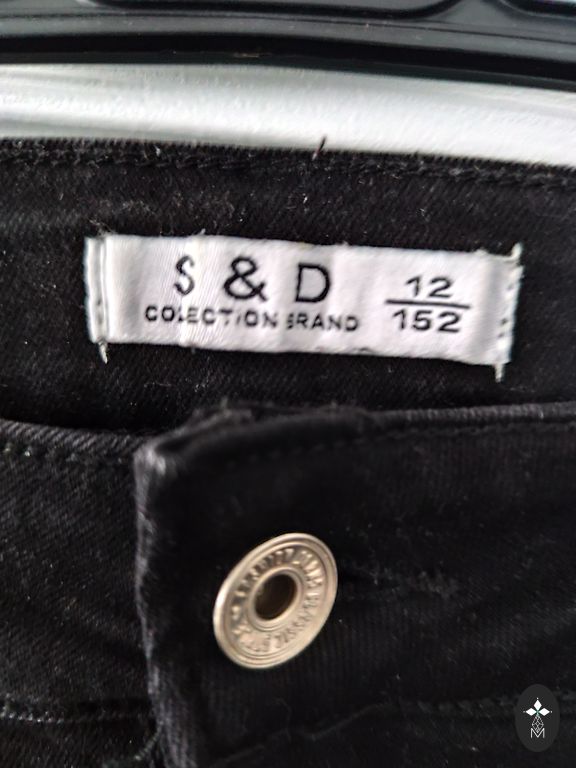 S & D
COLECTION BRAND
12
152
M